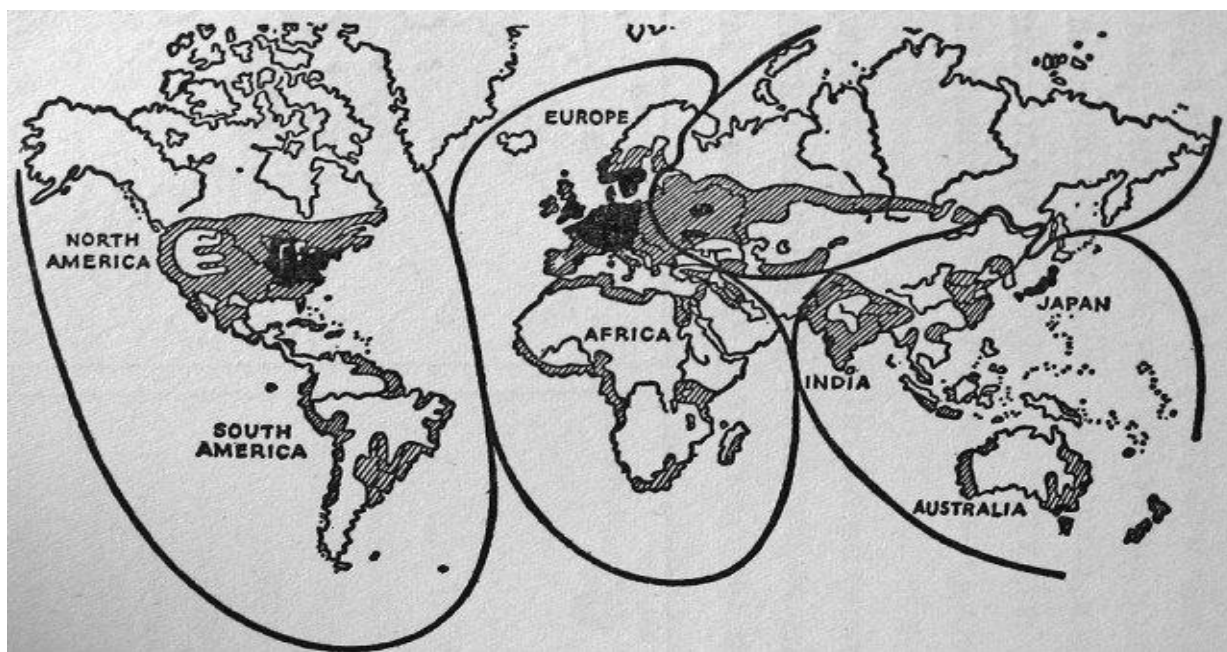 EUROPE
NORTH
AMERICA
AFRICA
JAPAN
INDIA
SOUTH
AMERICA
AUSTRALIA